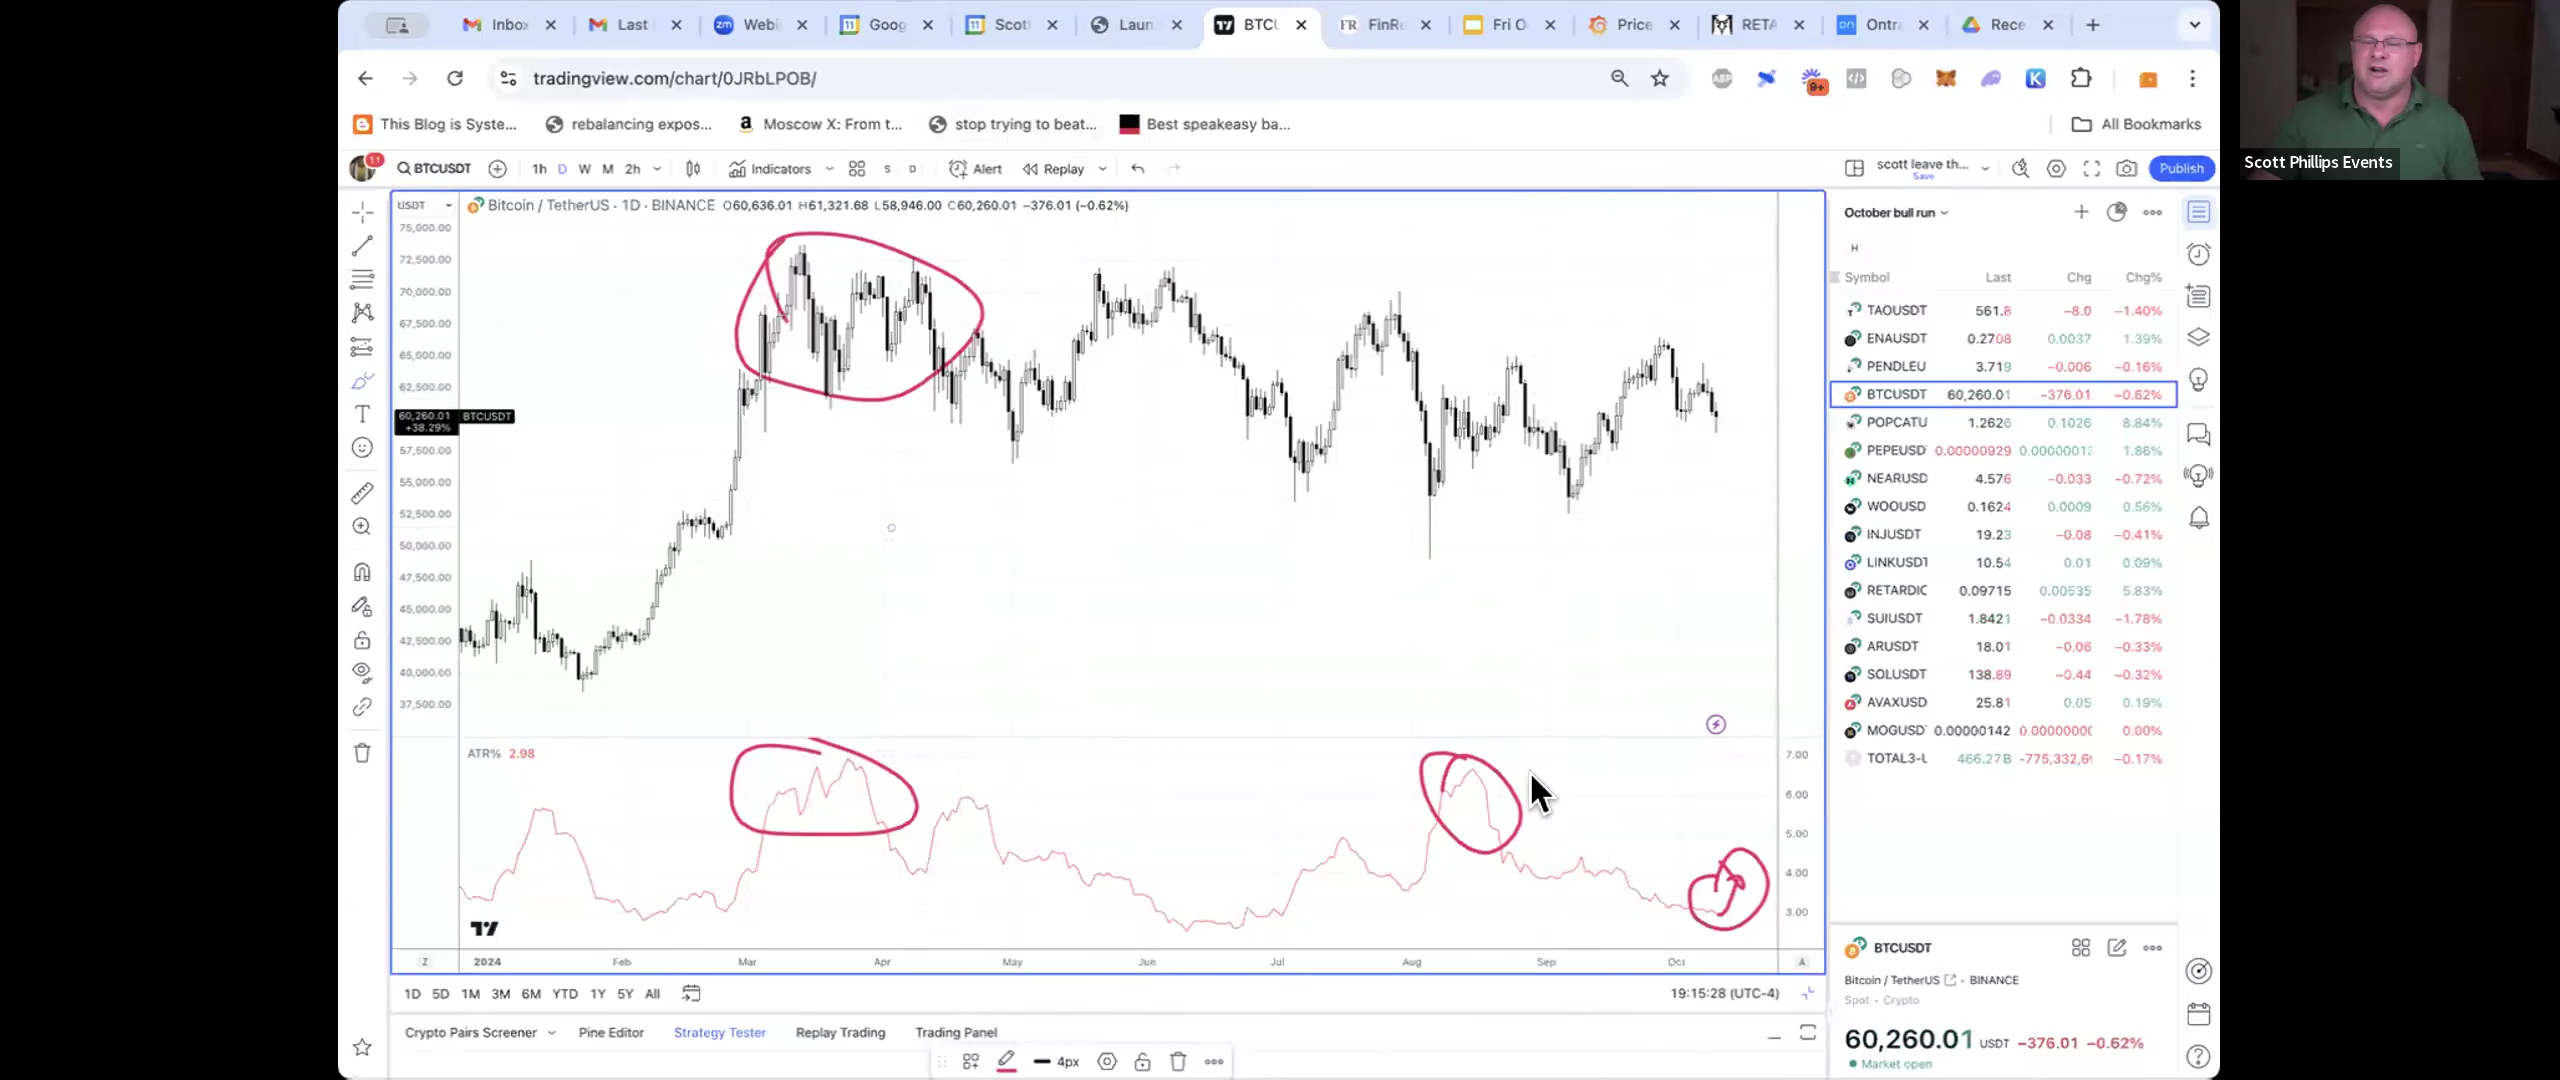 Inbox
Last
Webi
Goog
Scot
Laun
BTCU
FinRe
Fri O
Price
RETA
Ontra
Rece
tradingview.com/chart/0JRbLPOB/
This Blog is Syste...
rebalancing expos...
Moscow X: From t...
stop trying to beat...
Best speakeasy ba...
All Bookmarks
Scott Phillips Events
11
BTCUSDT
1h D W M 2h
Indicators
S
D
Alert
Replay
scott leave th...
Save
Publish
USDT
Bitcoin / TetherUS · 1D · BINANCE O60,636.01 H61,321.68 L58,946.00 C60,260.01 −376.01 (−0.62%)
75,000.00
72,500.00
70,000.00
67,500.00
65,000.00
62,500.00
60,260.01 BTCUSDT
+38.29%
57,500.00
55,000.00
52,500.00
50,000.00
47,500.00
45,000.00
42,500.00
40,000.00
37,500.00
ATR% 2.98
7.00
6.00
5.00
4.00
3.00
Z 2024 Feb Mar Apr May Jun Jul Aug Sep Oct A
1D 5D 1M 3M 6M YTD 1Y 5Y All
19:15:28 (UTC-4)
Crypto Pairs Screener Pine Editor Strategy Tester Replay Trading Trading Panel
4px
October bull run
H
Symbol Last Chg Chg%
TAOUSDT 561.8 −8.0 −1.40%
ENAUSDT 0.2708 0.0037 1.39%
PENDLEU 3.719 −0.006 −0.16%
BTCUSDT 60,260.01 −376.01 −0.62%
POPCATU 1.2626 0.1026 8.84%
PEPEUSD 0.00000929 0.00000017 1.86%
NEARUSD 4.576 −0.033 −0.72%
WOOUSD 0.1624 0.0009 0.56%
INJUSDT 19.23 −0.08 −0.41%
LINKUSDT 10.54 0.01 0.09%
RETARDIC 0.09715 0.00535 5.83%
SUIUSDT 1.8421 −0.0334 −1.78%
ARUSDT 18.01 −0.06 −0.33%
SOLUSDT 138.89 −0.44 −0.32%
AVAXUSD 25.81 0.05 0.19%
MOGUSD 0.00000142 0.0000000 0.00%
TOTAL3-U 466.27B -775,332,6 −0.17%
BTCUSDT
Bitcoin / TetherUS · BINANCE
Spot · Crypto
60,260.01 USDT −376.01 −0.62%
Market open